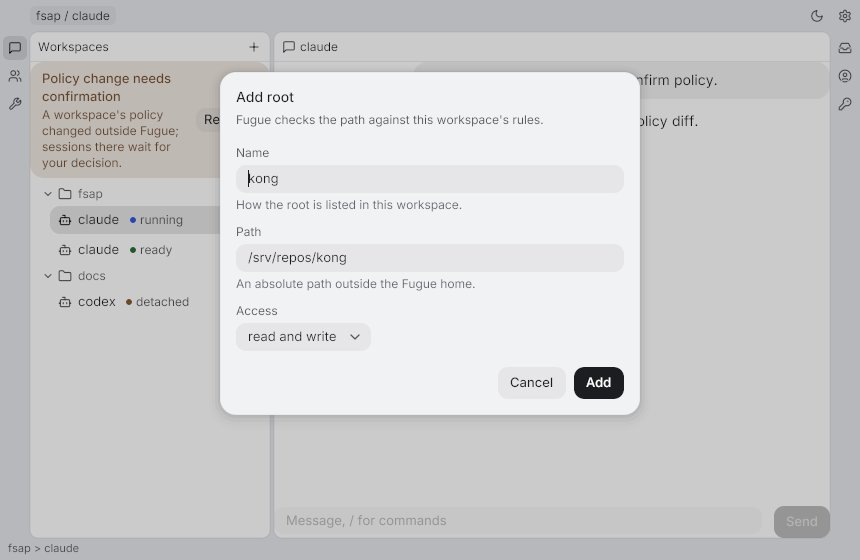 fsap / claude
Workspaces
claude
Policy change needs
confirmation
A workspace's policy
changed outside Fugue;
sessions there wait for
your decision.
nfirm policy.
olicy diff.
fsap
claude
running
claude
ready
docs
codex
detached
Add root
Fugue checks the path against this workspace's rules.
Name
kong
How the root is listed in this workspace.
Path
/srv/repos/kong
An absolute path outside the Fugue home.
Access
read and write
Cancel
Add
Message, / for commands
Send
fsap > claude